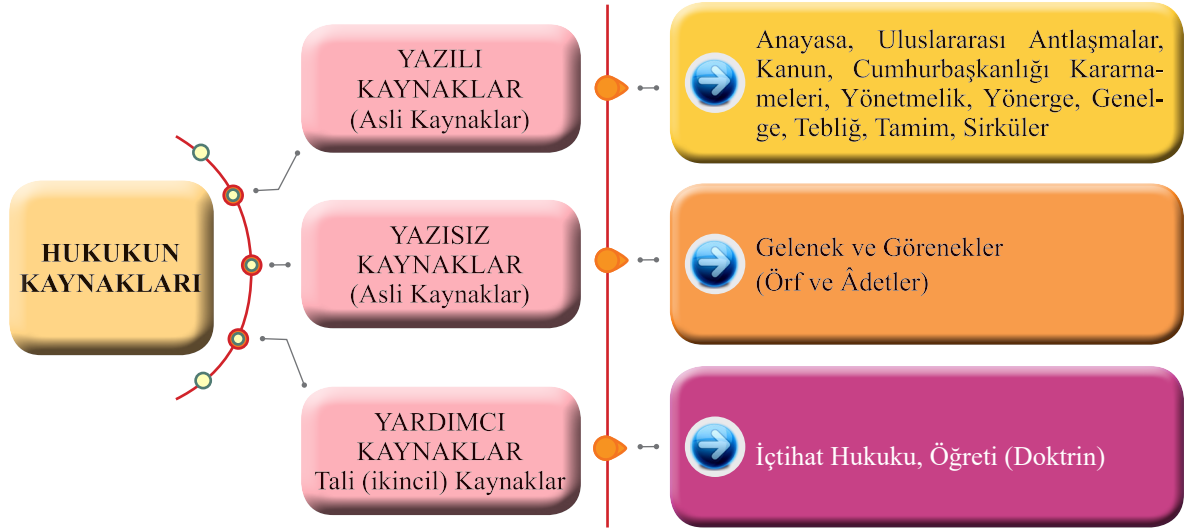 HUKUKUN
KAYNAKLARI
YAZILI
KAYNAKLAR
(Asli Kaynaklar)
Anayasa, Uluslararası Antlaşmalar,
Kanun, Cumhurbaşkanlığı Kararna-
meleri, Yönetmelik, Yönerge, Genel-
ge, Tebliğ, Tamim, Sirküler
YAZISIZ
KAYNAKLAR
(Asli Kaynaklar)
Gelenek ve Görenekler
(Örf ve Âdetler)
YARDIMCI
KAYNAKLAR
Tali (ikincil) Kaynaklar
İçtihat Hukuku, Öğreti (Doktrin)